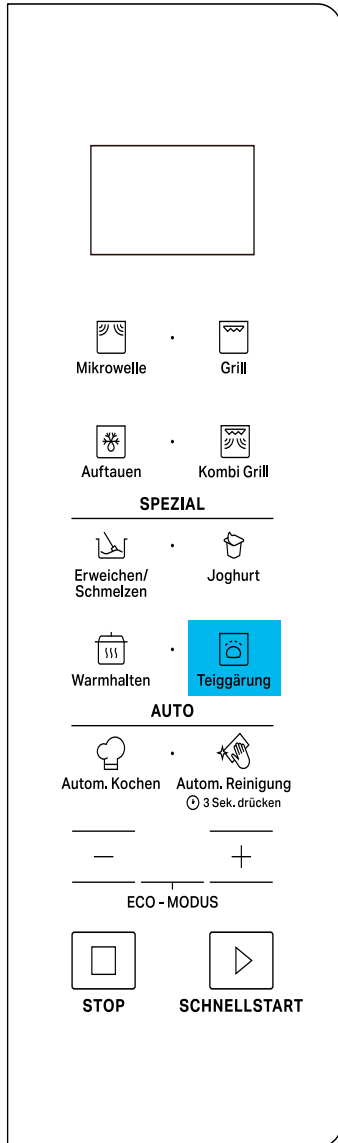 Mikrowelle
Grill
Auftauen
Kombi Grill
SPEZIAL
Erweichen/
Schmelzen
Joghurt
Warmhalten
Teiggärung
AUTO
Autom. Kochen
Autom. Reinigung
3 Sek. drücken
— +
ECO - MODUS
STOP
SCHNELLSTART